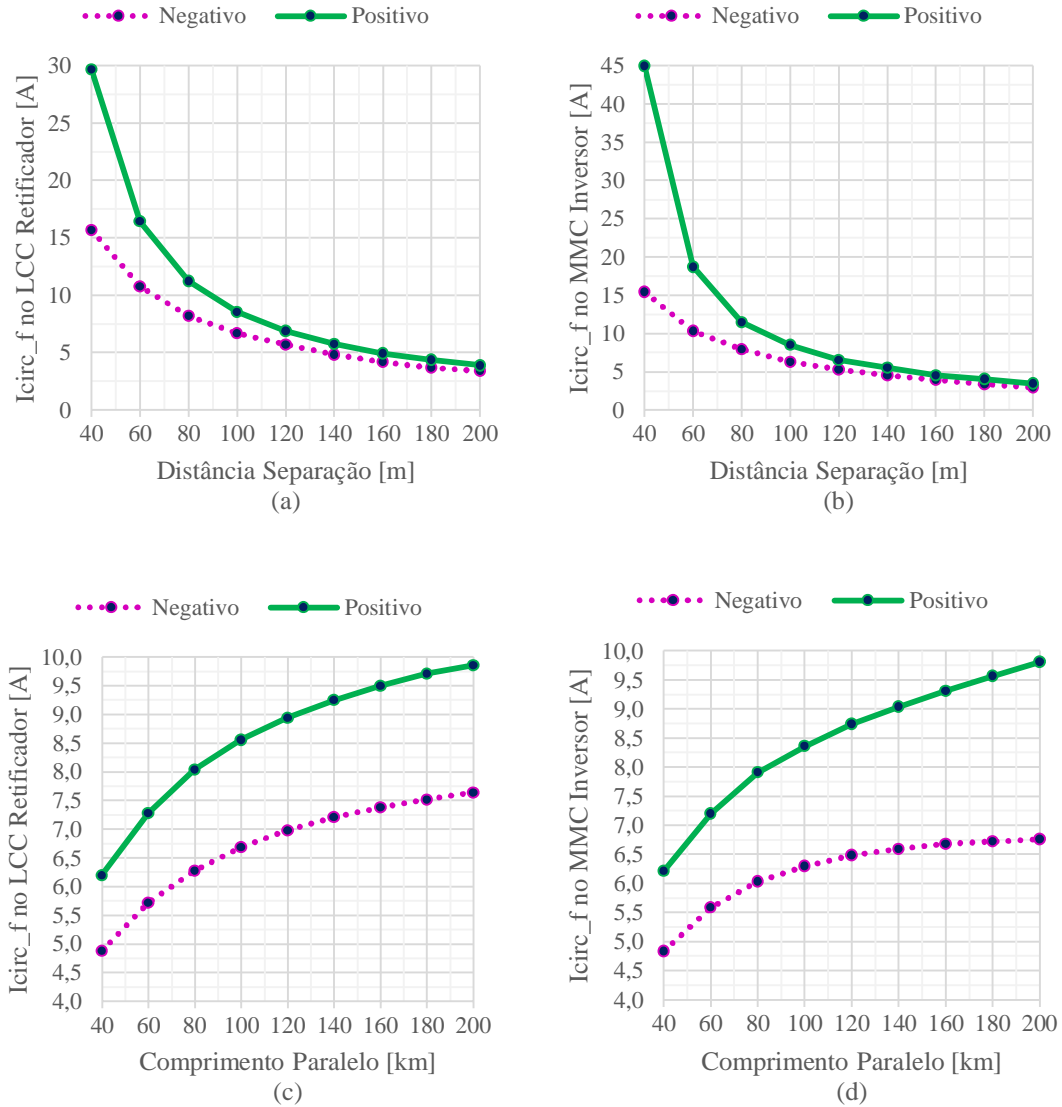 Negativo Positivo
Icirc_f no LCC Retificador [A]
30
25
20
15
10
5
0
40 60 80 100 120 140 160 180 200
Distância Separação [m]
(a)
Negativo Positivo
Icirc_f no MMC Inversor [A]
45
40
35
30
25
20
15
10
5
0
40 60 80 100 120 140 160 180 200
Distância Separação [m]
(b)
Negativo Positivo
Icirc_f no LCC Retificador [A]
10,0
9,5
9,0
8,5
8,0
7,5
7,0
6,5
6,0
5,5
5,0
4,5
4,0
40 60 80 100 120 140 160 180 200
Comprimento Paralelo [km]
(c)
Negativo Positivo
Icirc_f no MMC Inversor [A]
10,0
9,5
9,0
8,5
8,0
7,5
7,0
6,5
6,0
5,5
5,0
4,5
4,0
40 60 80 100 120 140 160 180 200
Comprimento Paralelo [km]
(d)